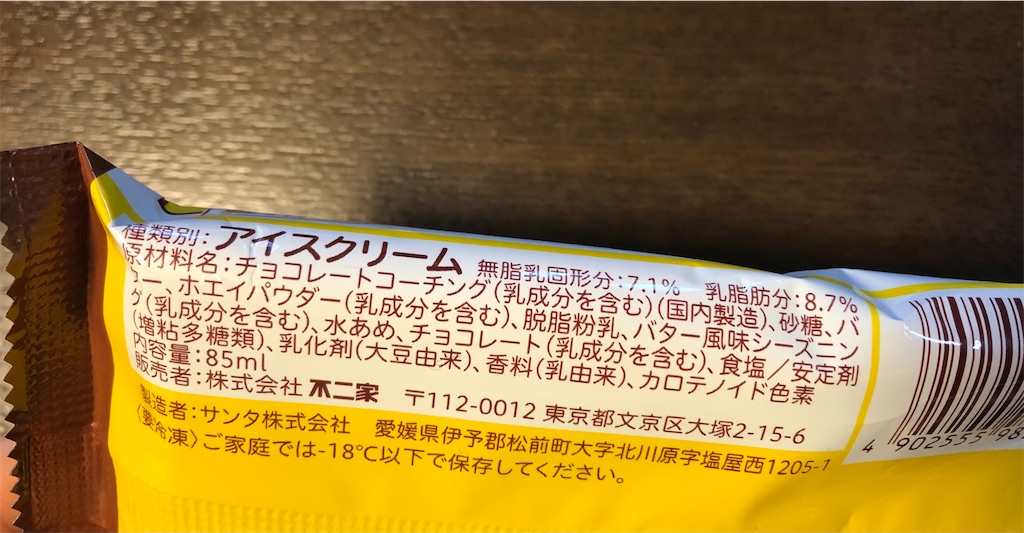 種類別：アイスクリーム 無脂乳固形分：7.1% 乳脂肪分：8.7%
原材料名：チョコレートコーチング（乳成分を含む）（国内製造）、砂糖、バ
ター、ホエイパウダー（乳成分を含む）、脱脂粉乳、バター風味シーズニン
グ（乳成分を含む）、水あめ、チョコレート（乳成分を含む）、食塩／安定剤
（増粘多糖類）、乳化剤（大豆由来）、香料（乳由来）、カロテノイド色素
内容量：85ml
販売者：株式会社 不二家 〒112-0012 東京都文京区大塚2-15-6
製造者：サンタ株式会社 愛媛県伊予郡松前町大字北川原字塩屋西1205-1
〈要冷凍〉ご家庭では-18℃以下で保存してください。
4 902555 98